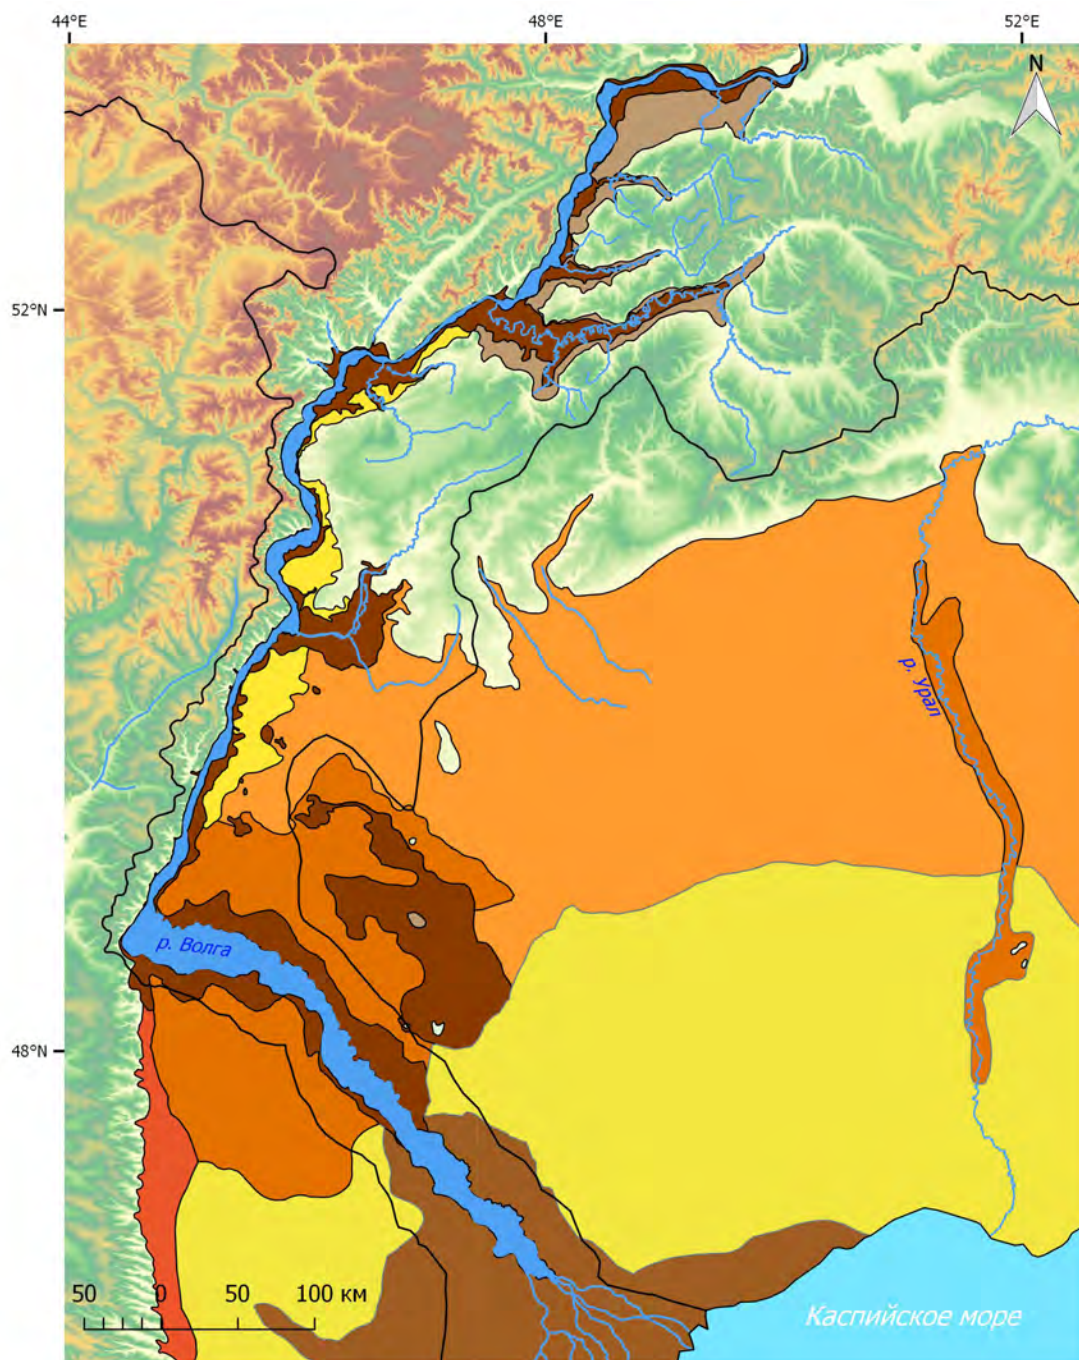 44°E 48°E 52°E
N
52°N
р. Урал
р. Волга
48°N
50 0 50 100 км
Каспийское море